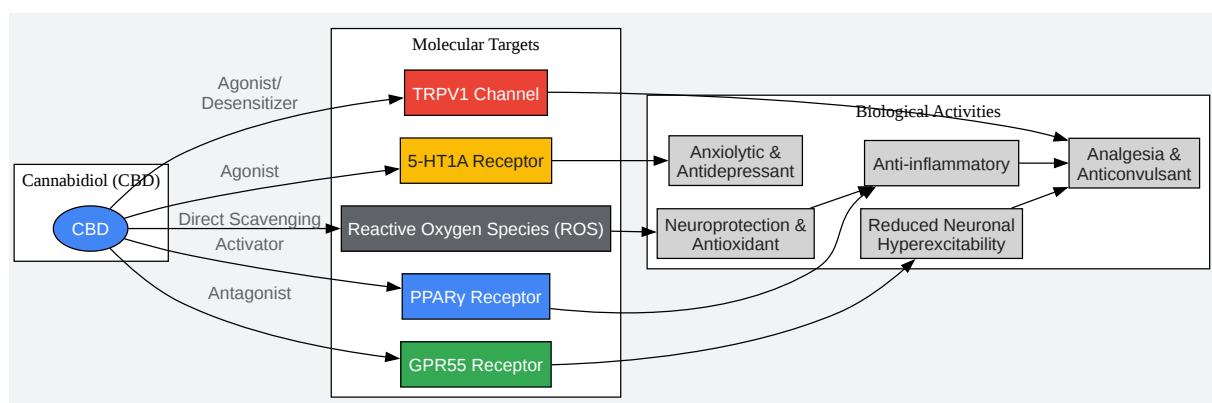 Cannabidiol (CBD)
CBD
Agonist/
Desensitizer
Agonist
Direct Scavenging
Activator
Antagonist
Molecular Targets
TRPV1 Channel
5-HT1A Receptor
Reactive Oxygen Species (ROS)
PPARγ Receptor
GPR55 Receptor
Biological Activities
Anxiolytic &
Antidepressant
Neuroprotection &
Antioxidant
Anti-inflammatory
Reduced Neuronal
Hyperexcitability
Analgesia &
Anticonvulsant